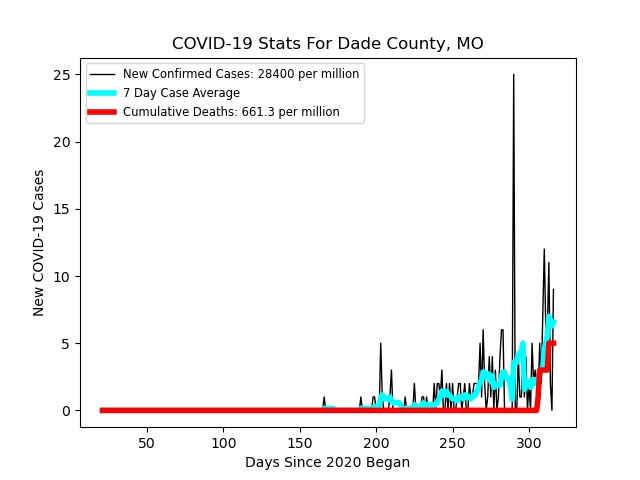 COVID-19 Stats For Dade County, MO
New Confirmed Cases: 28400 per million
7 Day Case Average
Cumulative Deaths: 661.3 per million
25
20
15
10
5
0
New COVID-19 Cases
50 100 150 200 250 300
Days Since 2020 Began